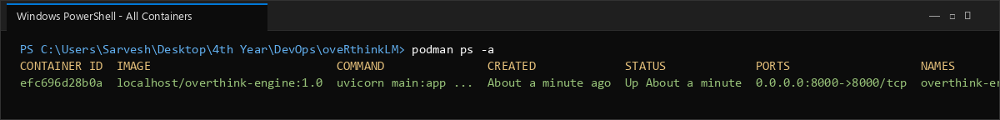 Windows PowerShell - All Containers
PS C:\Users\Sarvesh\Desktop\4th Year\DevOps\oveRthinkLM> podman ps -a
CONTAINER ID  IMAGE                           COMMAND               CREATED             STATUS             PORTS                   NAMES
efc696d28b0a  localhost/overthink-engine:1.0  uvicorn main:app ...  About a minute ago  Up About a minute  0.0.0.0:8000->8000/tcp